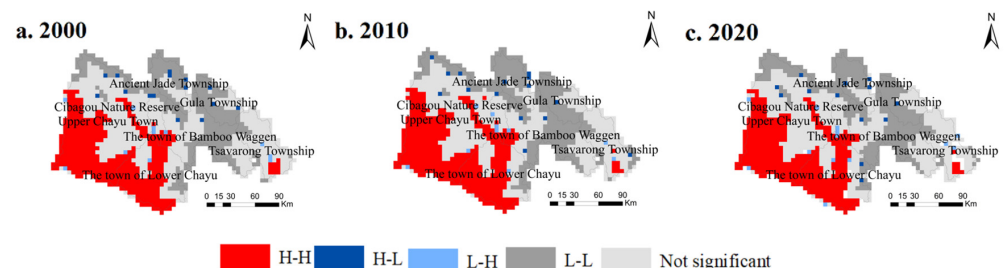 a. 2000
N
Ancient Jade Township
Cibagou Nature Reserve
Gula Township
Upper Chayu Town
The town of Bamboo Waggen
Tsavarong Township
The town of Lower Chayu
0 15 30 60 90
Km
b. 2010
N
Ancient Jade Township
Cibagou Nature Reserve
Gula Township
Upper Chayu Town
The town of Bamboo Waggen
Tsavarong Township
The town of Lower Chayu
0 15 30 60 90
Km
c. 2020
N
Ancient Jade Township
Cibagou Nature Reserve
Gula Township
Upper Chayu Town
The town of Bamboo Waggen
Tsavarong Township
The town of Lower Chayu
0 15 30 60 90
Km
H-H H-L L-H L-L Not significant